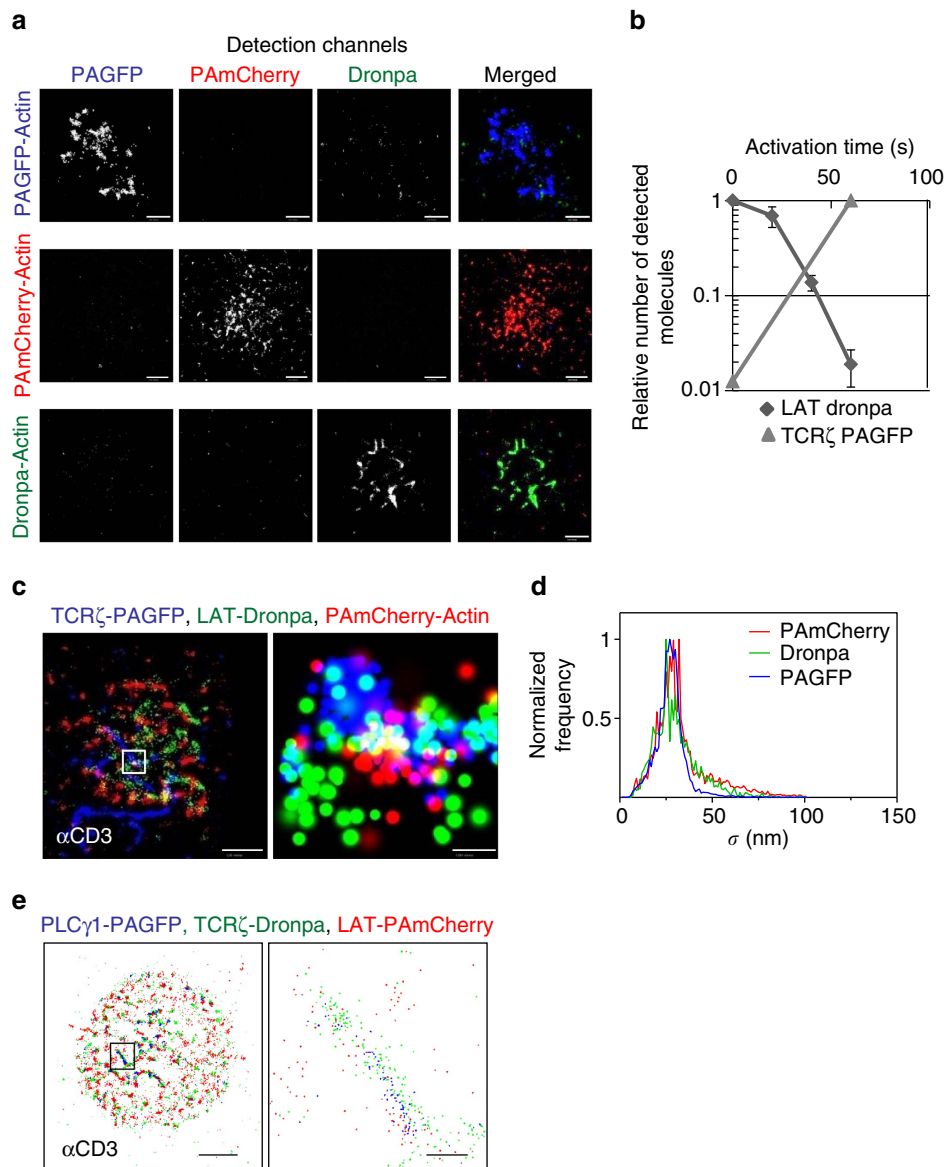 a
Detection channels
PAGFP PAmCherry Dronpa Merged
PAGFP-Actin
PAmCherry-Actin
Dronpa-Actin
b
Activation time (s)
0 50 100
Relative number of detected
molecules
1
0.1
0.01
LAT dronpa
TCRζ PAGFP
c
TCRζ-PAGFP, LAT-Dronpa, PAmCherry-Actin
αCD3
d
Normalized
frequency
1
0.5
PAmCherry
Dronpa
PAGFP
0 50 100 150
σ (nm)
e
PLCγ1-PAGFP, TCRζ-Dronpa, LAT-PAmCherry
αCD3